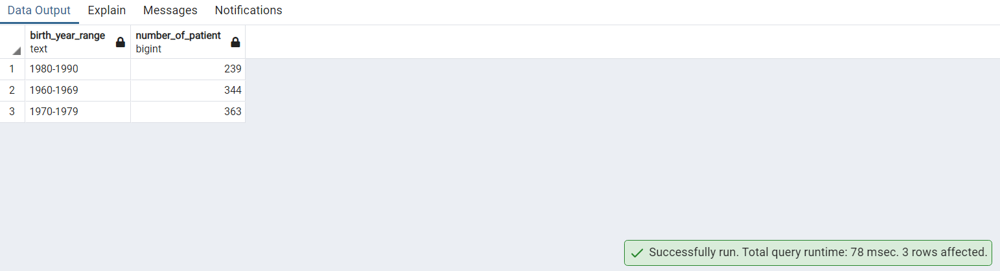 Data Output Explain Messages Notifications
birth_year_range number_of_patient
text bigint
1 1980-1990 239
2 1960-1969 344
3 1970-1979 363
Successfully run. Total query runtime: 78 msec. 3 rows affected.